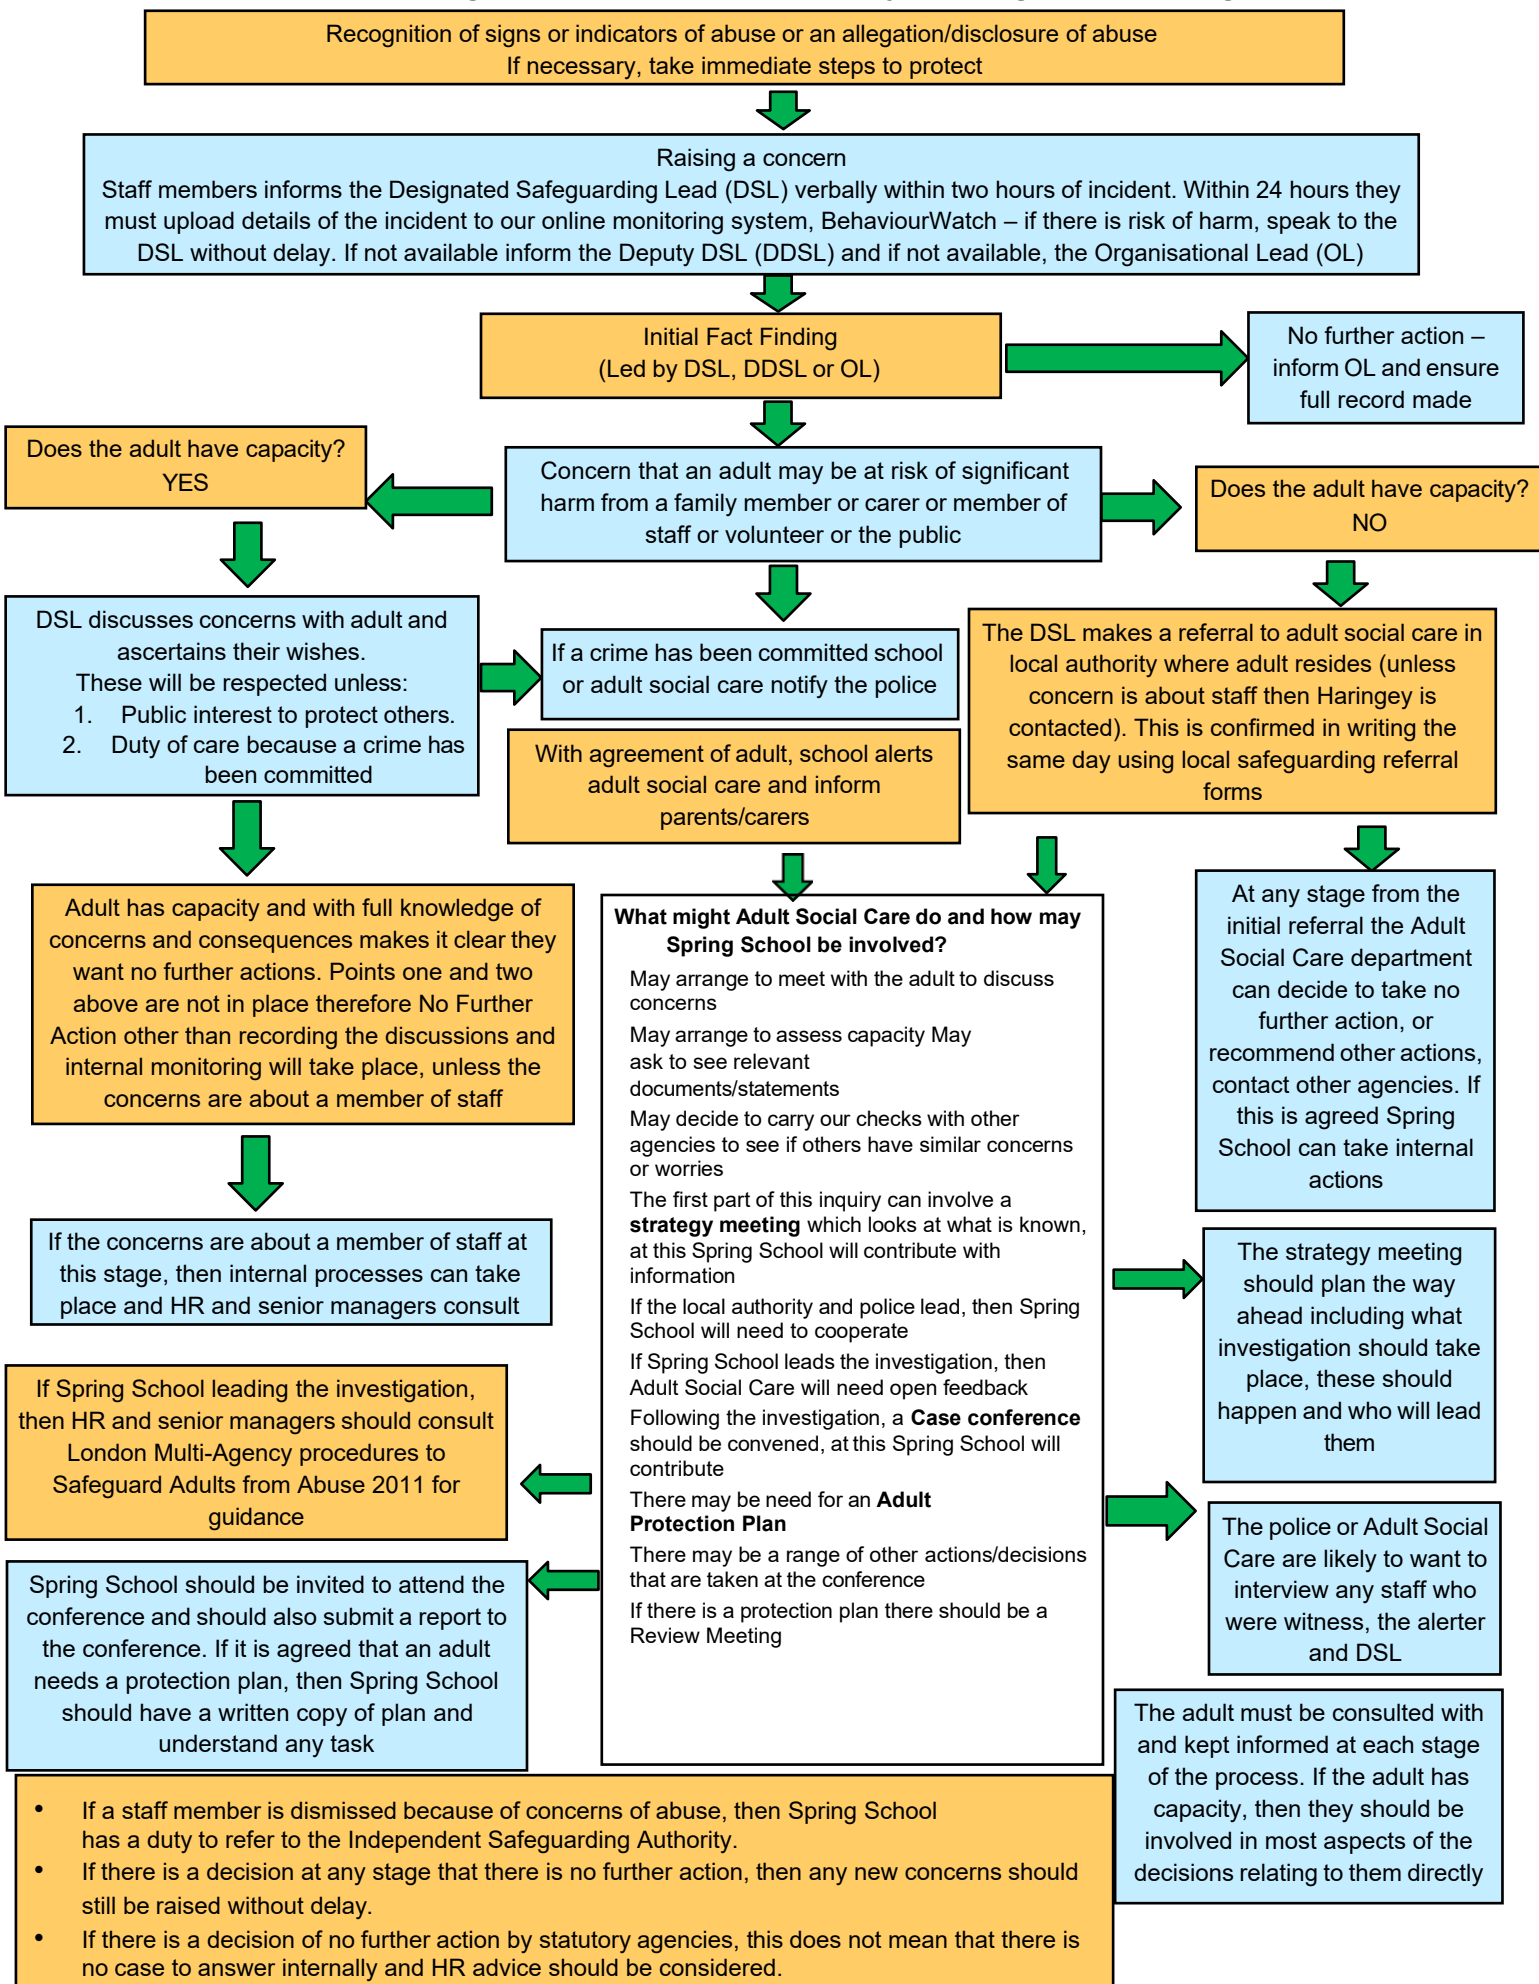 Recognition of signs or indicators of abuse or an allegation/disclosure of abuse
If necessary, take immediate steps to protect
Raising a concern
Staff members informs the Designated Safeguarding Lead (DSL) verbally within two hours of incident. Within 24 hours they
must upload details of the incident to our online monitoring system, BehaviourWatch – if there is risk of harm, speak to the
DSL without delay. If not available inform the Deputy DSL (DDSL) and if not available, the Organisational Lead (OL)
Initial Fact Finding
(Led by DSL, DDSL or OL)
No further action –
inform OL and ensure
full record made
Does the adult have capacity?
YES
Concern that an adult may be at risk of significant
harm from a family member or carer or member of
staff or volunteer or the public
Does the adult have capacity?
NO
DSL discusses concerns with adult and
ascertains their wishes.
These will be respected unless:
1. Public interest to protect others.
2. Duty of care because a crime has
been committed
If a crime has been committed school
or adult social care notify the police
The DSL makes a referral to adult social care in
local authority where adult resides (unless
concern is about staff then Haringey is
contacted). This is confirmed in writing the
same day using local safeguarding referral
forms
With agreement of adult, school alerts
adult social care and inform
parents/carers
Adult has capacity and with full knowledge of
concerns and consequences makes it clear they
want no further actions. Points one and two
above are not in place therefore No Further
Action other than recording the discussions and
internal monitoring will take place, unless the
concerns are about a member of staff
What might Adult Social Care do and how may
Spring School be involved?
May arrange to meet with the adult to discuss
concerns
May arrange to assess capacity May
ask to see relevant
documents/statements
May decide to carry our checks with other
agencies to see if others have similar concerns
or worries
The first part of this inquiry can involve a
strategy meeting which looks at what is known,
at this Spring School will contribute with
information
If the local authority and police lead, then Spring
School will need to cooperate
If Spring School leads the investigation, then
Adult Social Care will need open feedback
Following the investigation, a Case conference
should be convened, at this Spring School will
contribute
There may be need for an Adult
Protection Plan
There may be a range of other actions/decisions
that are taken at the conference
If there is a protection plan there should be a
Review Meeting
At any stage from the
initial referral the Adult
Social Care department
can decide to take no
further action, or
recommend other actions,
contact other agencies. If
this is agreed Spring
School can take internal
actions
If the concerns are about a member of staff at
this stage, then internal processes can take
place and HR and senior managers consult
The strategy meeting
should plan the way
ahead including what
investigation should take
place, these should
happen and who will lead
them
If Spring School leading the investigation,
then HR and senior managers should consult
London Multi-Agency procedures to
Safeguard Adults from Abuse 2011 for
guidance
The police or Adult Social
Care are likely to want to
interview any staff who
were witness, the alerter
and DSL
Spring School should be invited to attend the
conference and should also submit a report to
the conference. If it is agreed that an adult
needs a protection plan, then Spring School
should have a written copy of plan and
understand any task
The adult must be consulted with
and kept informed at each stage
of the process. If the adult has
capacity, then they should be
involved in most aspects of the
decisions relating to them directly
• If a staff member is dismissed because of concerns of abuse, then Spring School
has a duty to refer to the Independent Safeguarding Authority.
• If there is a decision at any stage that there is no further action, then any new concerns should
still be raised without delay.
• If there is a decision of no further action by statutory agencies, this does not mean that there is
no case to answer internally and HR advice should be considered.